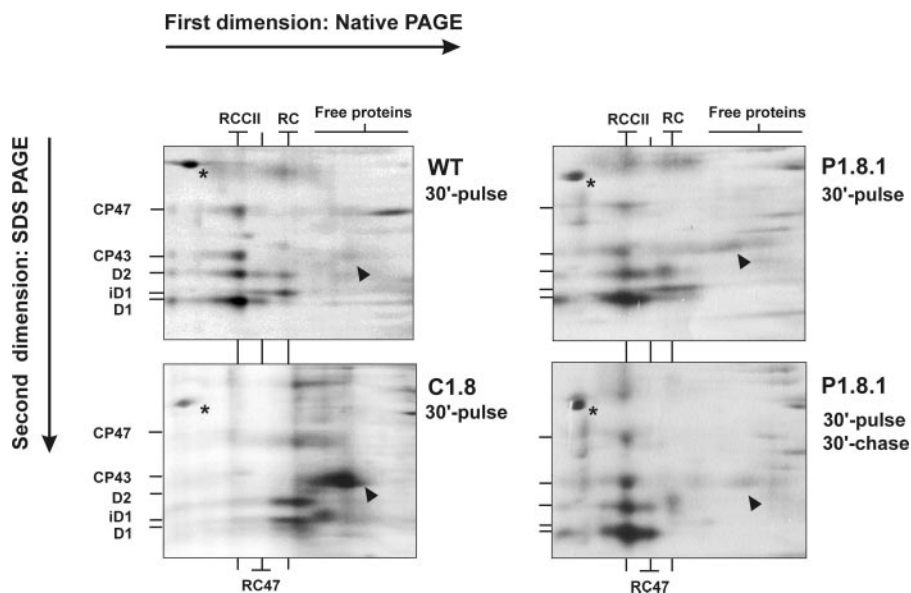 First dimension: Native PAGE
Second dimension: SDS PAGE
RCCII RC Free proteins
WT
30'-pulse
*
CP47
CP43
D2
iD1
D1
RCCII RC Free proteins
P1.8.1
30'-pulse
*
C1.8
30'-pulse
*
CP47
CP43
D2
iD1
D1
RC47
P1.8.1
30'-pulse
30'-chase
*
RC47